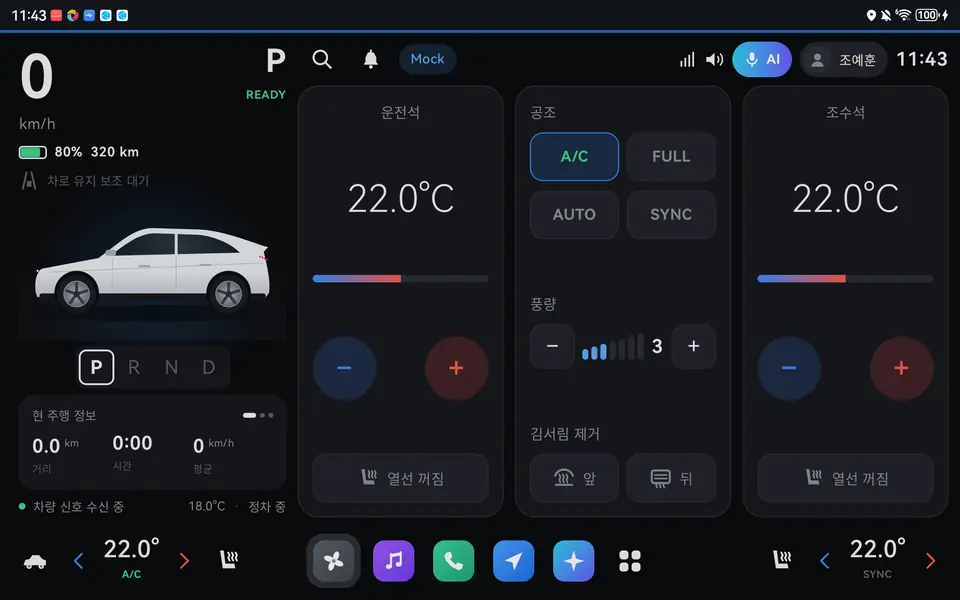 11:43
100
0
P
READY
km/h
80% 320 km
차로 유지 보조 대기
P R N D
현 주행 정보
0.0 km
거리
0:00
시간
0 km/h
평균
차량 신호 수신 중
18.0°C · 정차 중
Mock
AI
조예훈
11:43
운전석
22.0°C
− +
열선 꺼짐
공조
A/C
FULL
AUTO
SYNC
풍량
− 3 +
김서림 제거
앞
뒤
조수석
22.0°C
− +
열선 꺼짐
22.0°
A/C
22.0°
SYNC